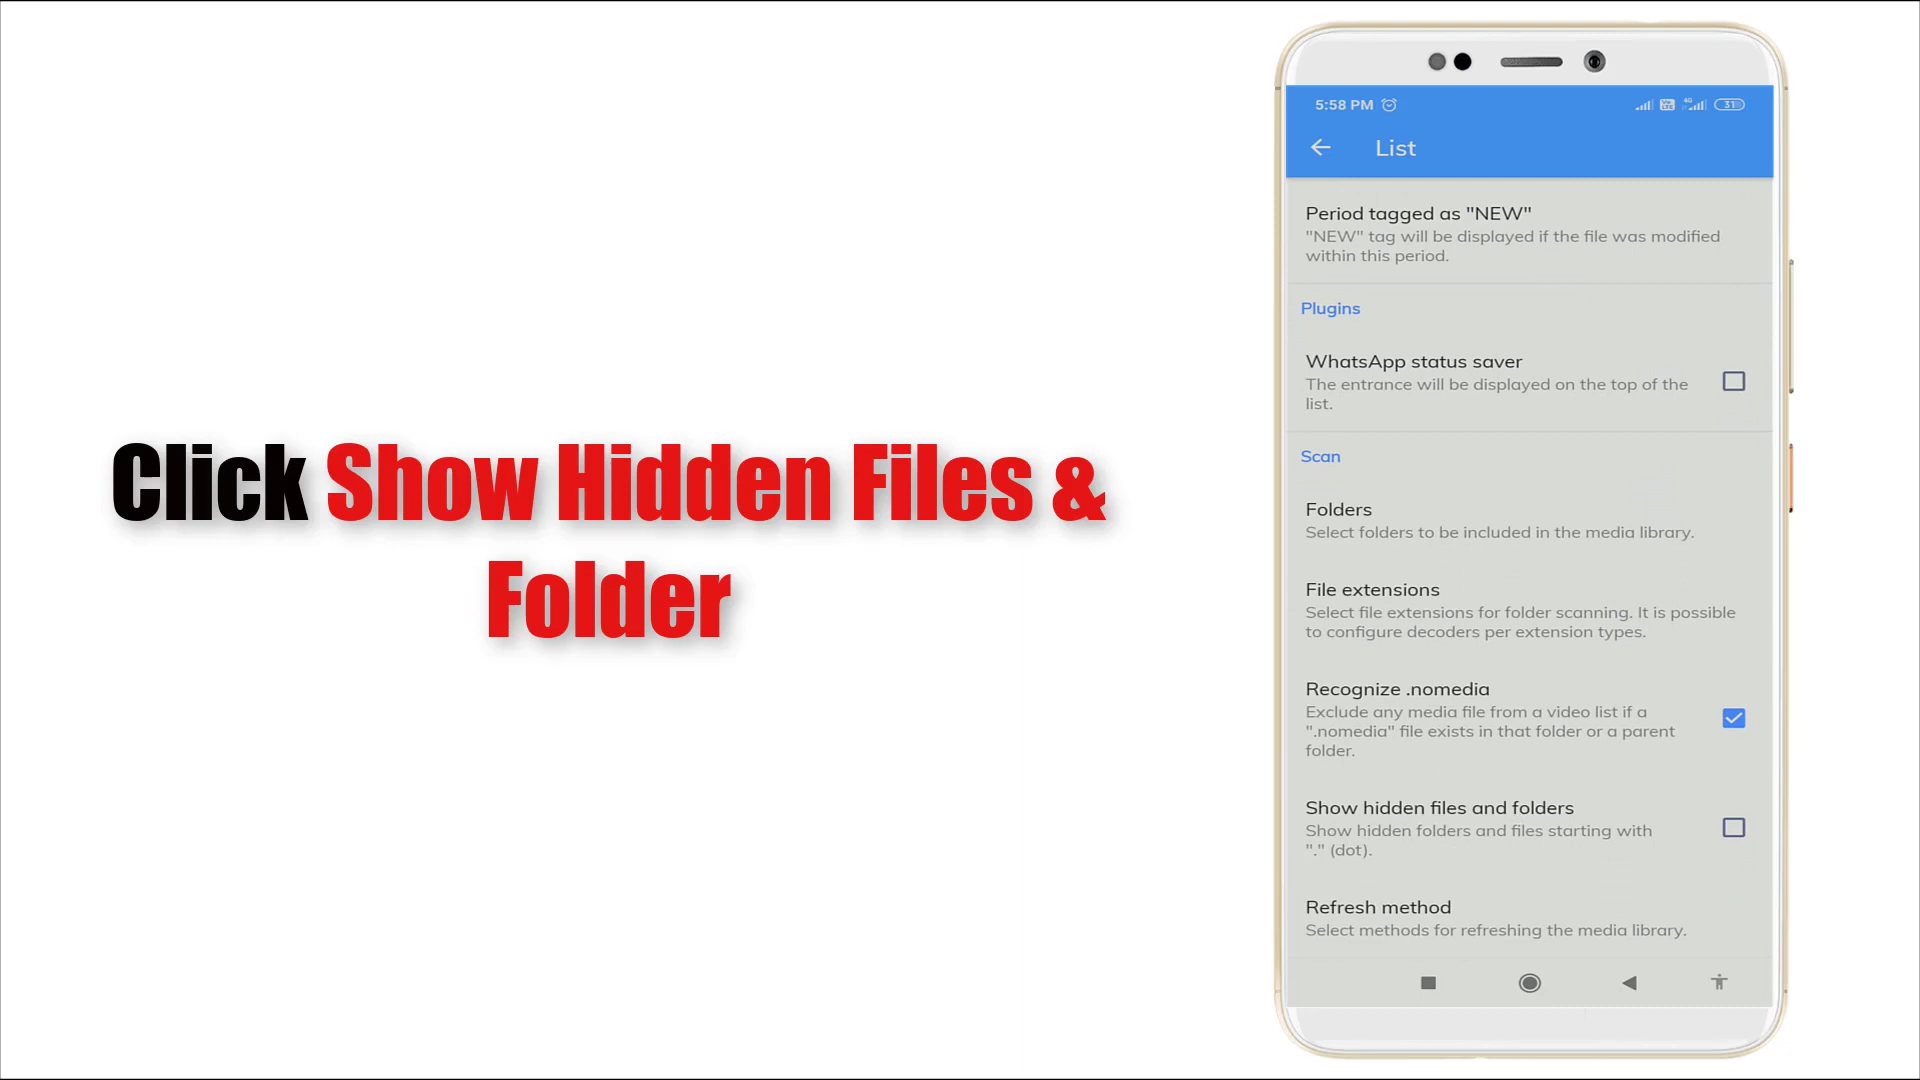 Click Show Hidden Files &
Folder
5:58 PM
4G
31
List
Period tagged as "NEW"
"NEW" tag will be displayed if the file was modified
within this period.
Plugins
WhatsApp status saver
The entrance will be displayed on the top of the
list.
Scan
Folders
Select folders to be included in the media library.
File extensions
Select file extensions for folder scanning. It is possible
to configure decoders per extension types.
Recognize .nomedia
Exclude any media file from a video list if a
".nomedia" file exists in that folder or a parent
folder.
Show hidden files and folders
Show hidden folders and files starting with
"." (dot).
Refresh method
Select methods for refreshing the media library.